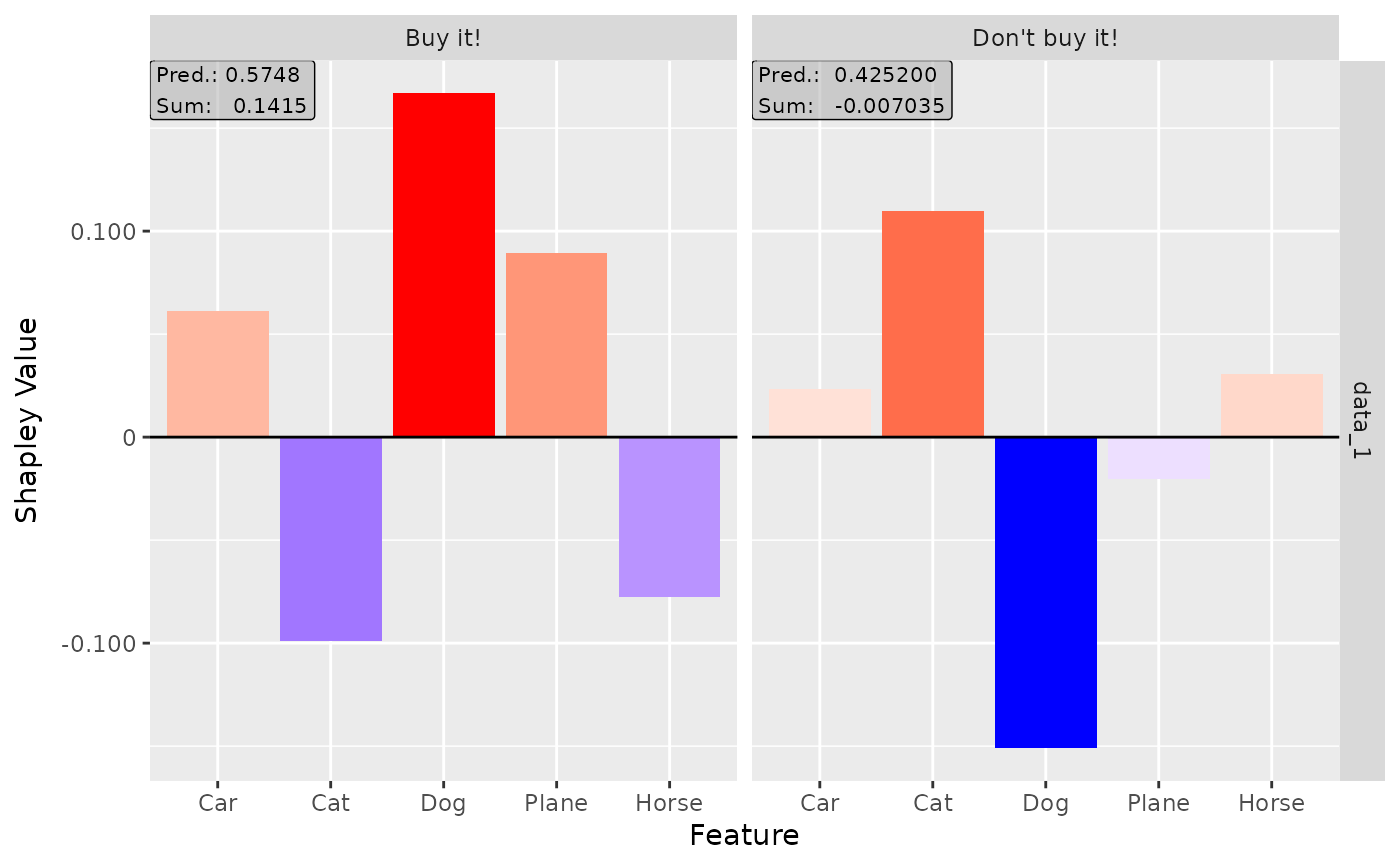 Buy it!
Don't buy it!
Pred.: 0.5748
Sum: 0.1415
Pred.: 0.425200
Sum: -0.007035
0.100
0
-0.100
Shapley Value
data_1
Car Cat Dog Plane Horse
Car Cat Dog Plane Horse
Feature